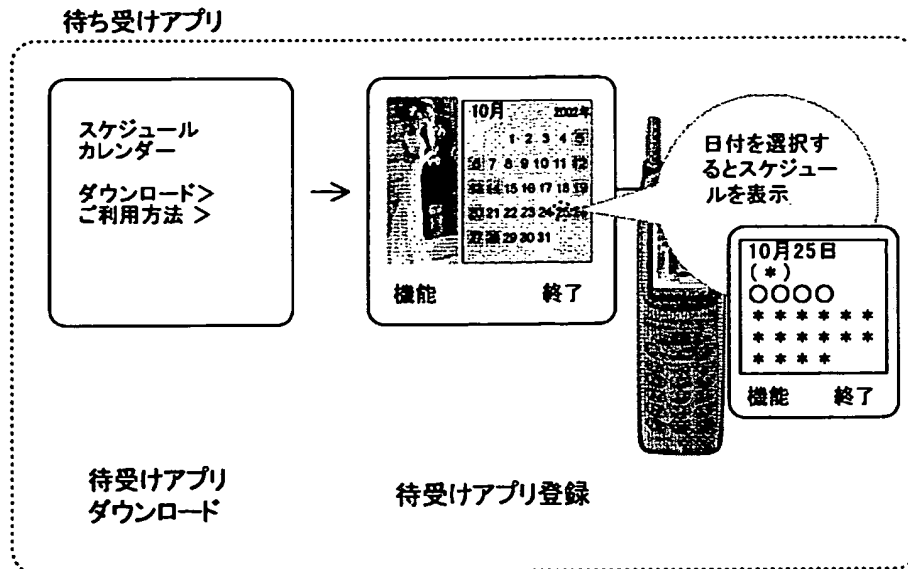 待ち受けアプリ
スケジュール
カレンダー
ダウンロード>
ご利用方法 >
→
10月 2002年
1 2 3 4 5
6 7 8 9 10 11 12
13 14 15 16 17 18 19
20 21 22 23 24 25 26
27 28 29 30 31
機能 終了
日付を選択す
るとスケジュー
ルを表示
10月25日
(*)
○○○○
* * * * * *
* * * * * *
* * * *
機能 終了
待受けアプリ
ダウンロード
待受けアプリ登録